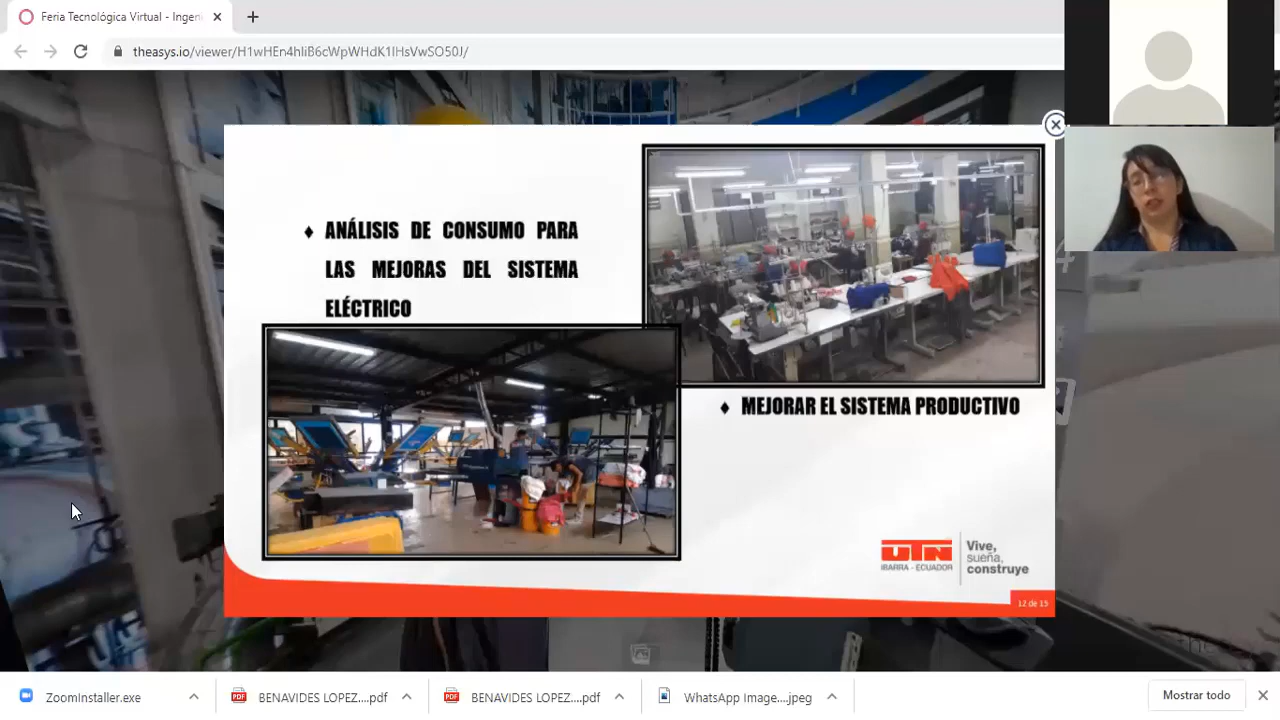 Feria Tecnológica Virtual - Ingeni
theasys.io/viewer/H1wHEn4hliB6cWpWHdK1lHsVwSO50J/
♦ ANÁLISIS DE CONSUMO PARA
LAS MEJORAS DEL SISTEMA
ELÉCTRICO
♦ MEJORAR EL SISTEMA PRODUCTIVO
UTN
IBARRA - ECUADOR
Vive,
sueña,
construye
12 de 15
ZoomInstaller.exe
BENAVIDES LOPEZ....pdf
BENAVIDES LOPEZ....pdf
WhatsApp Image....jpeg
Mostrar todo